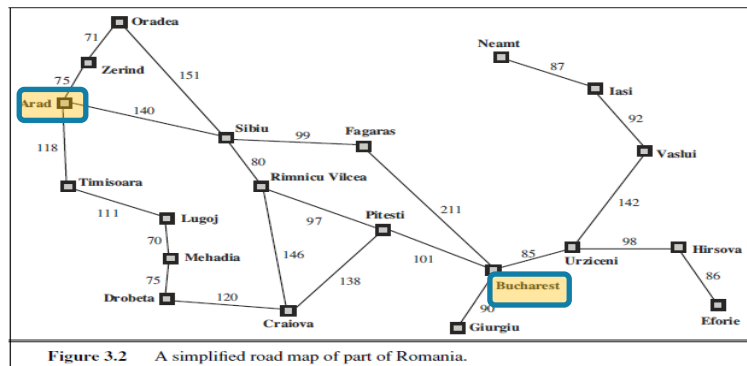 Oradea
71
Neamt
Zerind
87
75
151
Iasi
Arad
140
92
Sibiu
99
Fagaras
118
Vaslui
80
Rimnicu Vilcea
Timisoara
142
111
Lugoj
97
Pitesti
211
70
98
Hirsova
85
Mehadia
146
101
Urziceni
86
75
138
Bucharest
Drobeta
120
90
Eforie
Craiova
Giurgiu
Figure 3.2 A simplified road map of part of Romania.